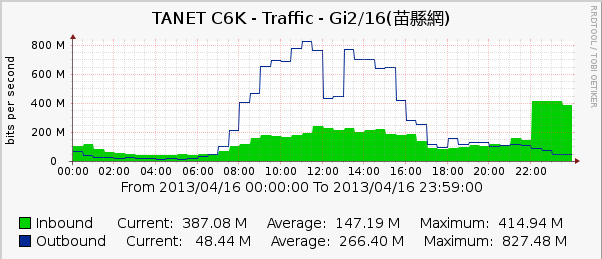 TANET C6K - Traffic - Gi2/16(苗縣網)
RRDTOOL / TOBI OETIKER
bits per second
800 M
600 M
400 M
200 M
0
00:00 02:00 04:00 06:00 08:00 10:00 12:00 14:00 16:00 18:00 20:00 22:00
From 2013/04/16 00:00:00 To 2013/04/16 23:59:00
Inbound Current: 387.08 M Average: 147.19 M Maximum: 414.94 M
Outbound Current: 48.44 M Average: 266.40 M Maximum: 827.48 M